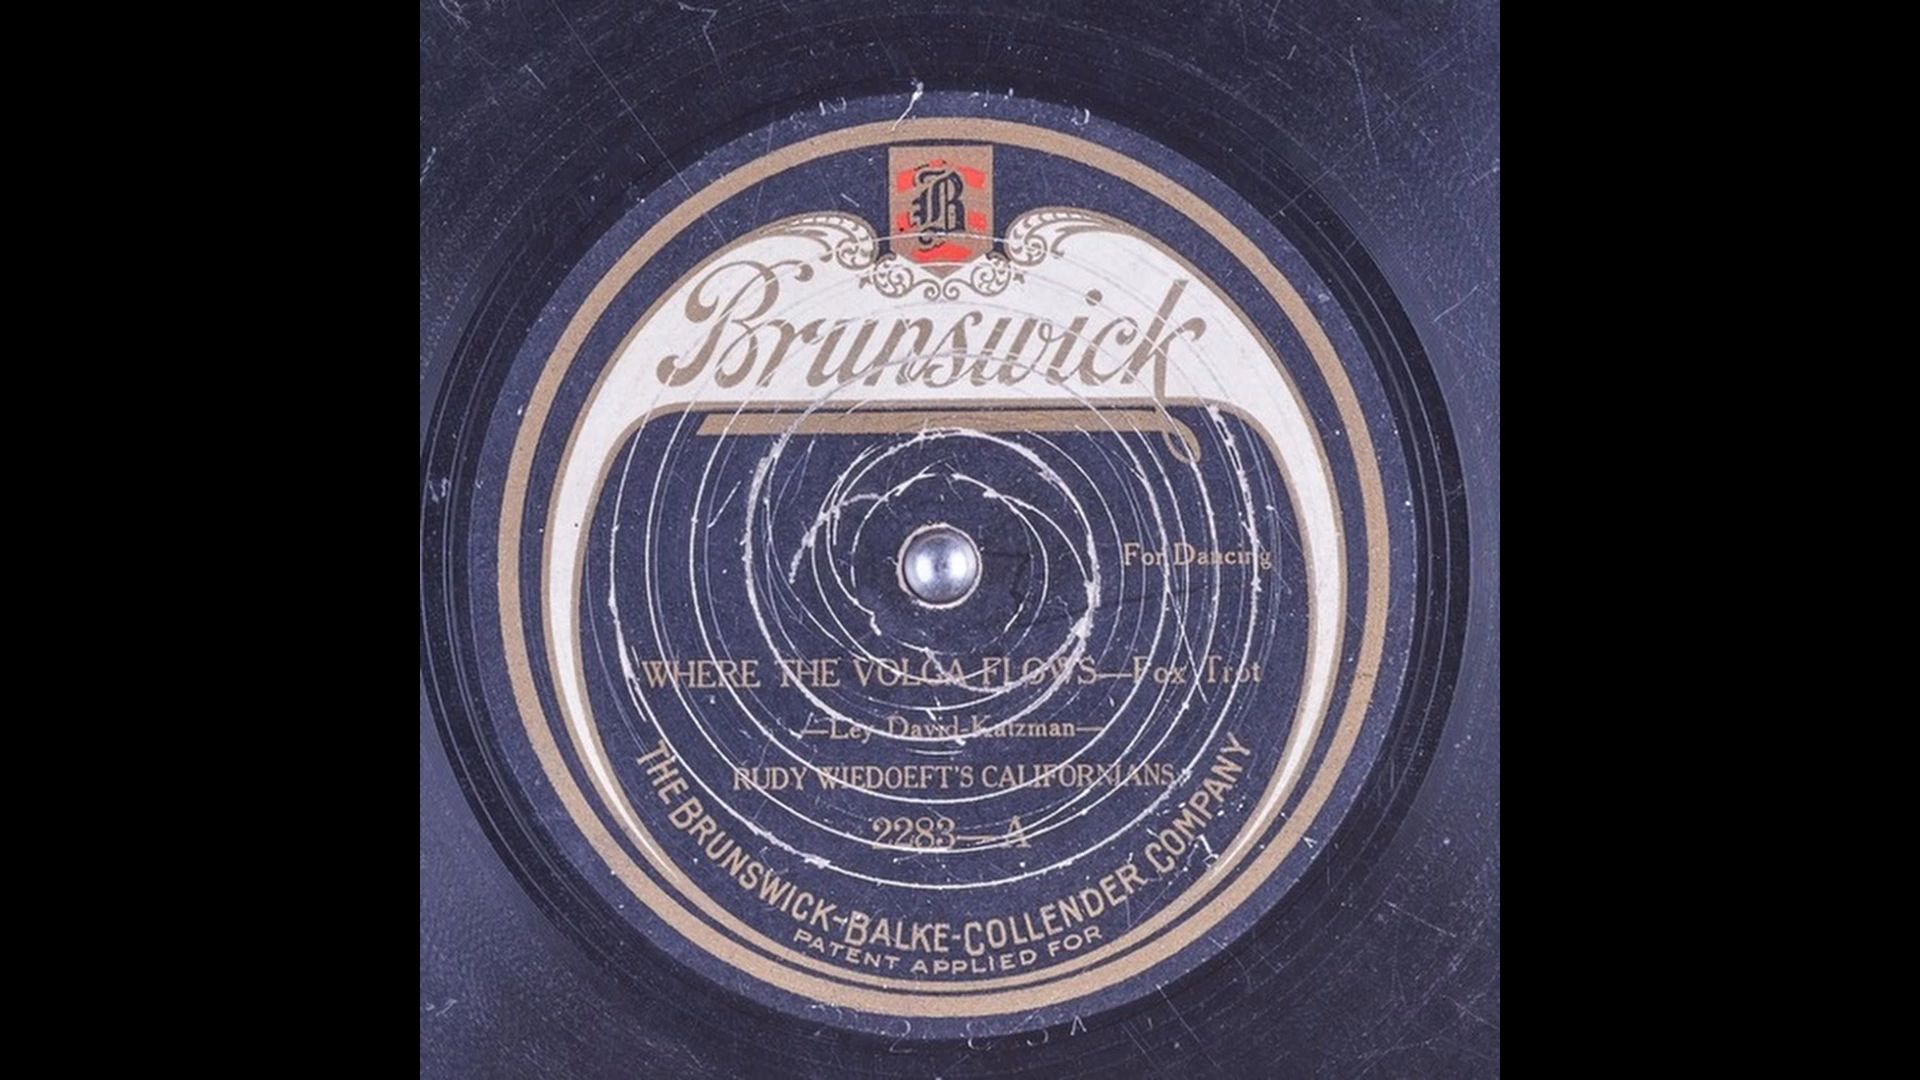 B
Brunswick
For Dancing
WHERE THE VOLGA FLOWS—Fox Trot
—Ley David-Katzman—
RUDY WIEDOEFT'S CALIFORNIANS
2283—A
THE BRUNSWICK-BALKE-COLLENDER COMPANY
PATENT APPLIED FOR